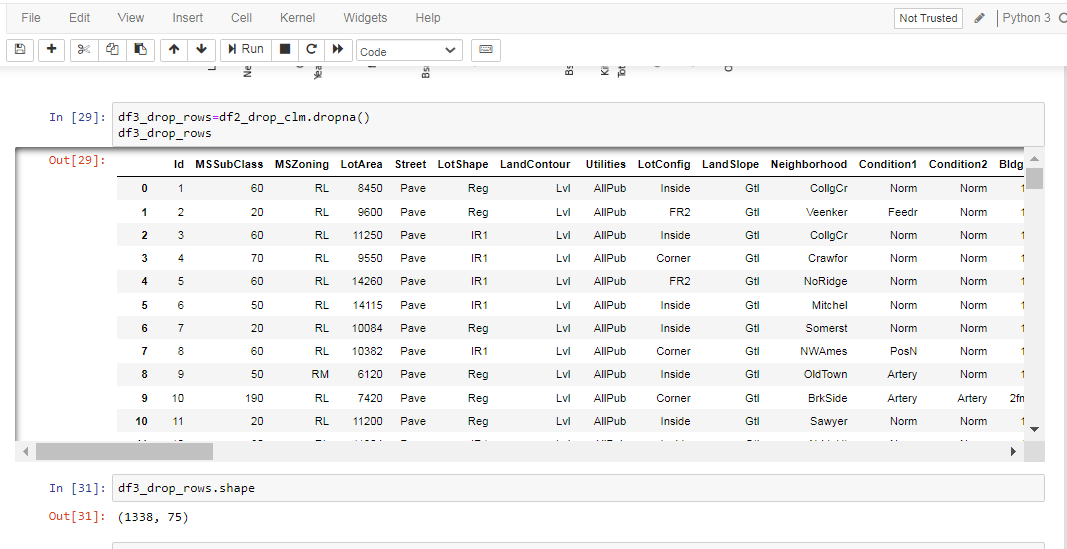 File Edit View Insert Cell Kernel Widgets Help Not Trusted Python 3
Run Code
In [29]: df3_drop_rows=df2_drop_clm.dropna()
df3_drop_rows
Out[29]: Id MSSubClass MSZoning LotArea Street LotShape LandContour Utilities LotConfig LandSlope Neighborhood Condition1 Condition2 Bldg
0 1 60 RL 8450 Pave Reg Lvl AllPub Inside Gtl CollgCr Norm Norm 1
1 2 20 RL 9600 Pave Reg Lvl AllPub FR2 Gtl Veenker Feedr Norm 1
2 3 60 RL 11250 Pave IR1 Lvl AllPub Inside Gtl CollgCr Norm Norm 1
3 4 70 RL 9550 Pave IR1 Lvl AllPub Corner Gtl Crawfor Norm Norm 1
4 5 60 RL 14260 Pave IR1 Lvl AllPub FR2 Gtl NoRidge Norm Norm 1
5 6 50 RL 14115 Pave IR1 Lvl AllPub Inside Gtl Mitchel Norm Norm 1
6 7 20 RL 10084 Pave Reg Lvl AllPub Inside Gtl Somerst Norm Norm 1
7 8 60 RL 10382 Pave IR1 Lvl AllPub Corner Gtl NWAmes PosN Norm 1
8 9 50 RM 6120 Pave Reg Lvl AllPub Inside Gtl OldTown Artery Norm 1
9 10 190 RL 7420 Pave Reg Lvl AllPub Corner Gtl BrkSide Artery Artery 2fm
10 11 20 RL 11200 Pave Reg Lvl AllPub Inside Gtl Sawyer Norm Norm 1
In [31]: df3_drop_rows.shape
Out[31]: (1338, 75)